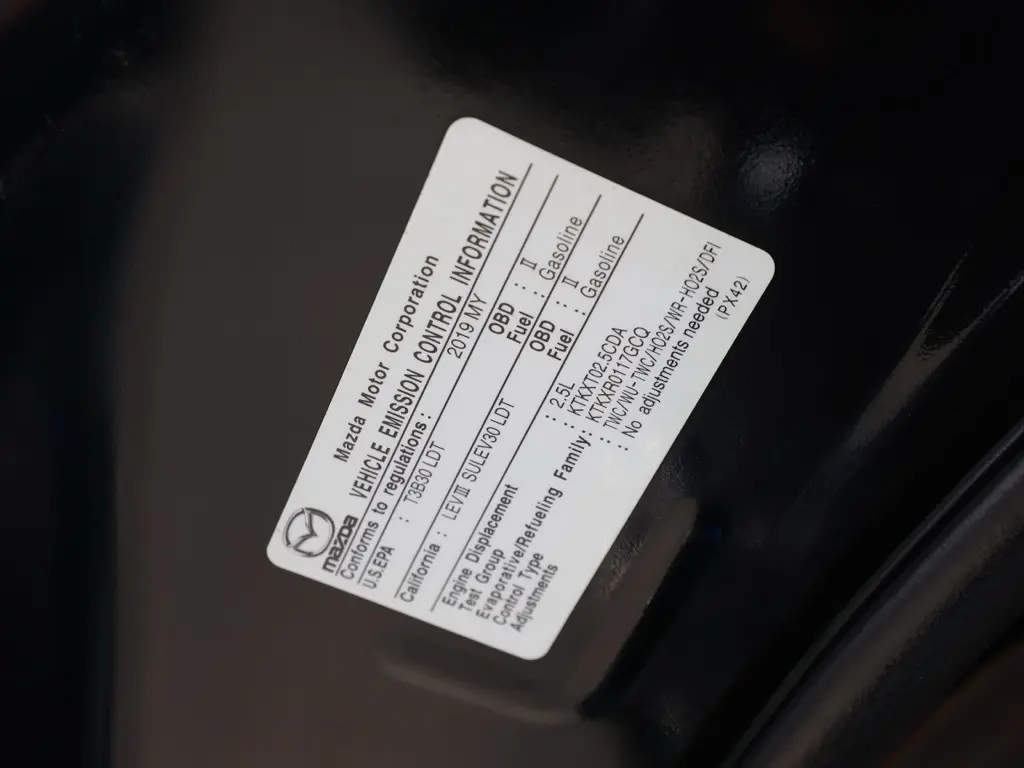 mazda
Mazda Motor Corporation
VEHICLE EMISSION CONTROL INFORMATION
Conforms to regulations : 2019 MY
U.S.EPA : T3B30 LDT OBD : II
Fuel : Gasoline
California : LEVIII SULEV30 LDT OBD : II
Fuel : Gasoline
Engine Displacement : 2.5L
Test Group : KTKXT02.5CDA
Evaporative/Refueling Family: KTKXR0117GCQ
Control Type : TWC/WU-TWC/HO2S/WR-HO2S/DFI
Adjustments : No adjustments needed
(PX42)